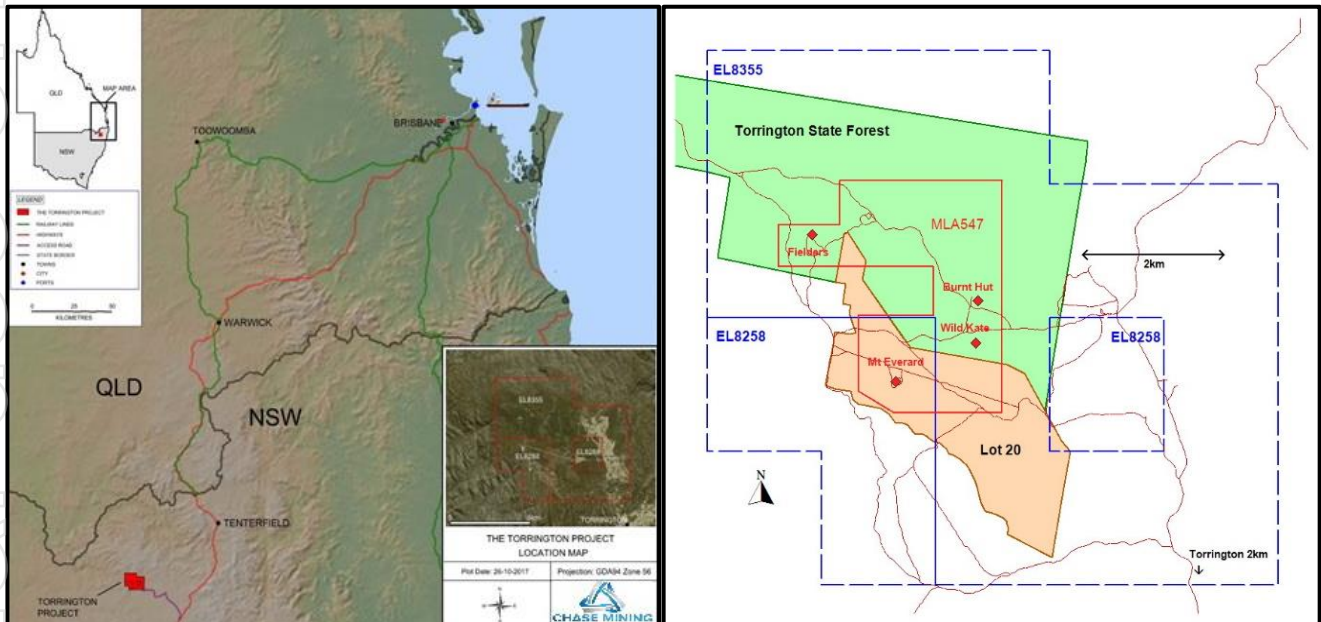 MAP AREA
QLD
NSW
LEGEND
THE TORRINGTON PROJECT
RAILWAY LINES
HIGHWAYS
ACCESS ROAD
STATE BORDER
TOWNS
CITY
PORTS
0 25 50
KILOMETRES
TOOWOOMBA
BRISBANE
WARWICK
QLD
NSW
TENTERFIELD
TORRINGTON
PROJECT
EL8355
TORRINGTON
THE TORRINGTON PROJECT
LOCATION MAP
Plot Date: 26-10-2017
Projection: GDA94 Zone 56
CHASE MINING
EL8355
Torrington State Forest
MLA547
Fielders
2km
Burnt Hut
EL8258
Wild Kate
EL8258
Mt Everard
Lot 20
N
Torrington 2km